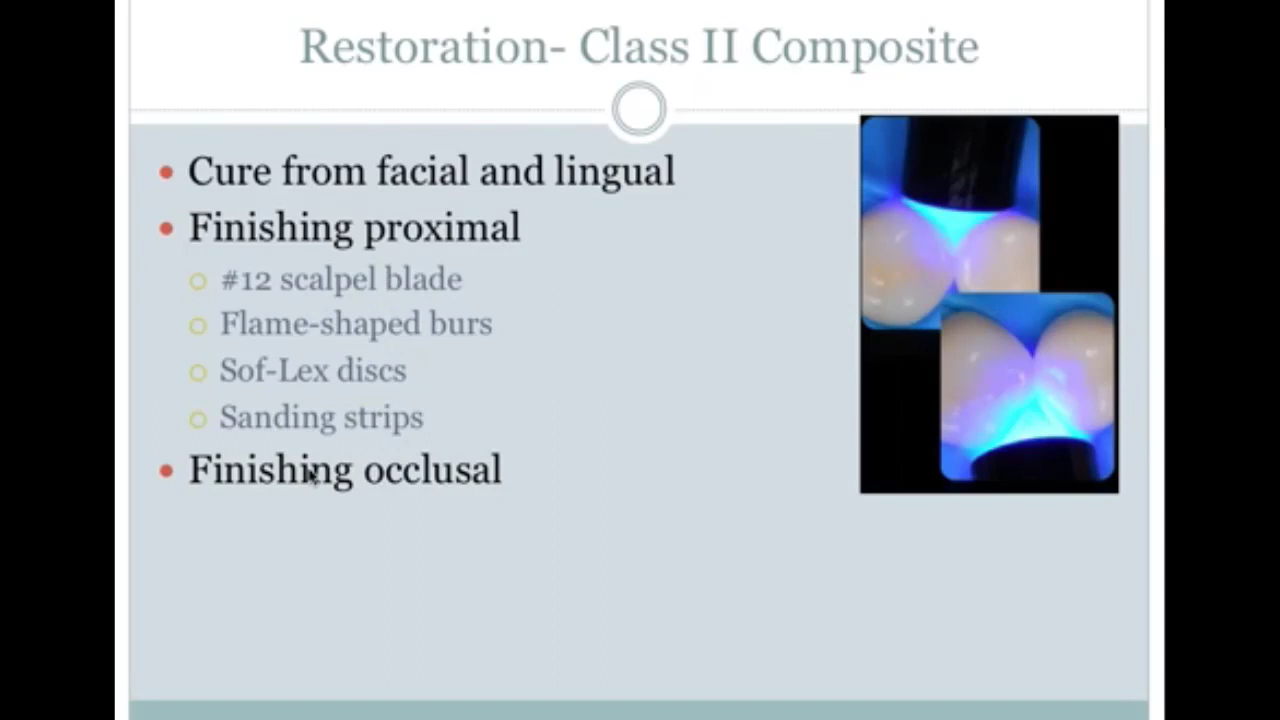 Restoration- Class II Composite
Cure from facial and lingual
Finishing proximal
#12 scalpel blade
Flame-shaped burs
Sof-Lex discs
Sanding strips
Finishing occlusal